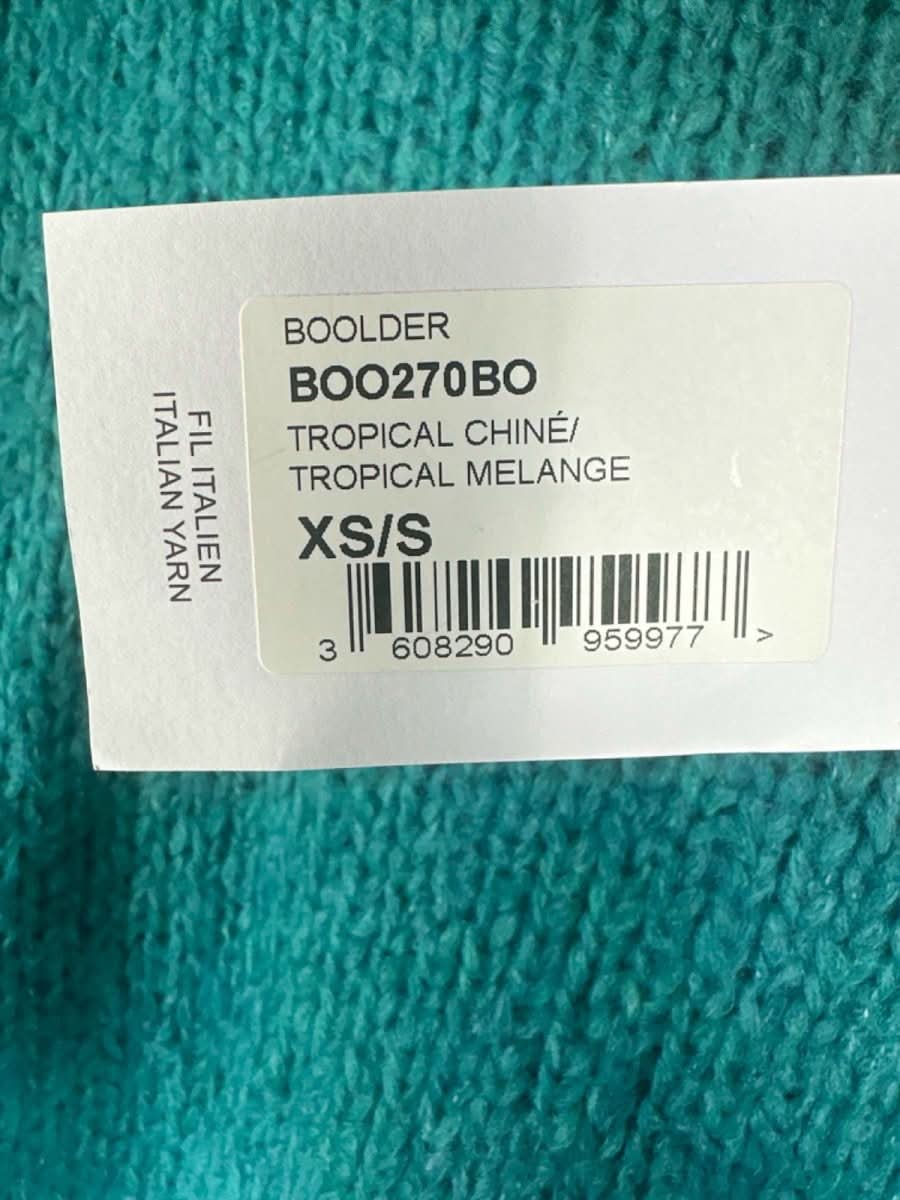 FIL ITALIEN
ITALIAN YARN
BOOLDER
BOO270BO
TROPICAL CHINÉ/
TROPICAL MELANGE
XS/S
3 608290 959977 >